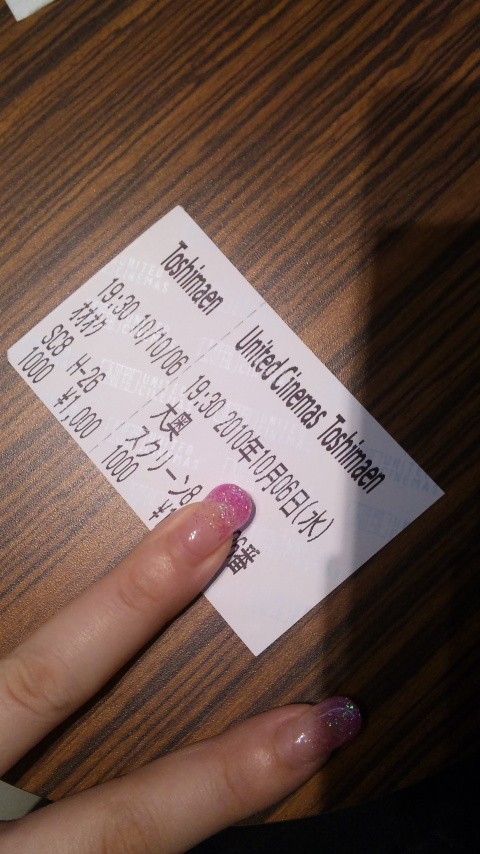 Toshimaen
19:30 10/10/06
オオオク
SC8 H-26
1000 ¥1,000
United Cinemas Toshimaen
19:30 2010年10月06日(水)
大奥
スクリーン8
番
1000